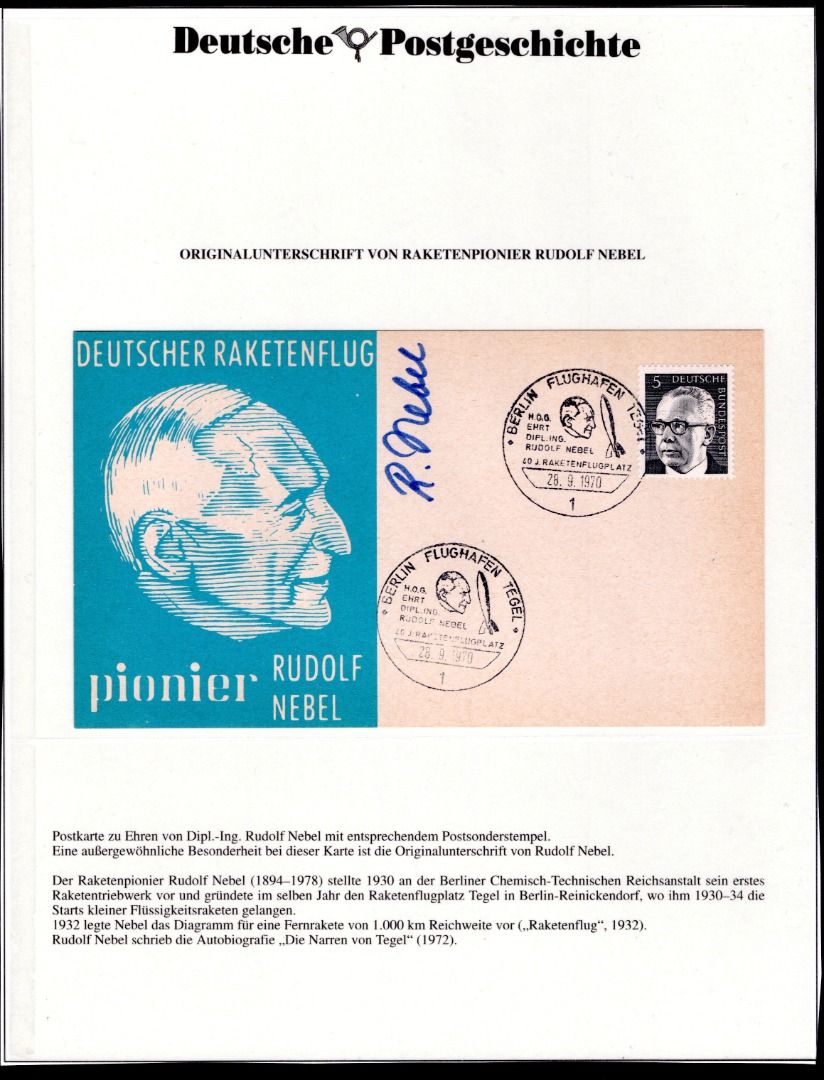 Deutsche Postgeschichte
ORIGINALUNTERSCHRIFT VON RAKETENPIONIER RUDOLF NEBEL
DEUTSCHER RAKETENFLUG
pionier RUDOLF
NEBEL
R. Nebel
BERLIN FLUGHAFEN TEGEL
H.O.G.
EHRT
DIPL.ING.
RUDOLF NEBEL
40 J. RAKETENFLUGPLATZ
28. 9. 1970
1
5 DEUTSCHE
BUNDESPOST
BERLIN FLUGHAFEN TEGEL
H.O.G.
EHRT
DIPL.ING.
RUDOLF NEBEL
40 J. RAKETENFLUGPLATZ
28. 9. 1970
1
Postkarte zu Ehren von Dipl.-Ing. Rudolf Nebel mit entsprechendem Postsonderstempel.
Eine außergewöhnliche Besonderheit bei dieser Karte ist die Originalunterschrift von Rudolf Nebel.
Der Raketenpionier Rudolf Nebel (1894–1978) stellte 1930 an der Berliner Chemisch-Technischen Reichsanstalt sein erstes
Raketentriebwerk vor und gründete im selben Jahr den Raketenflugplatz Tegel in Berlin-Reinickendorf, wo ihm 1930–34 die
Starts kleiner Flüssigkeitsraketen gelangen.
1932 legte Nebel das Diagramm für eine Fernrakete von 1.000 km Reichweite vor („Raketenflug“, 1932).
Rudolf Nebel schrieb die Autobiografie „Die Narren von Tegel“ (1972).